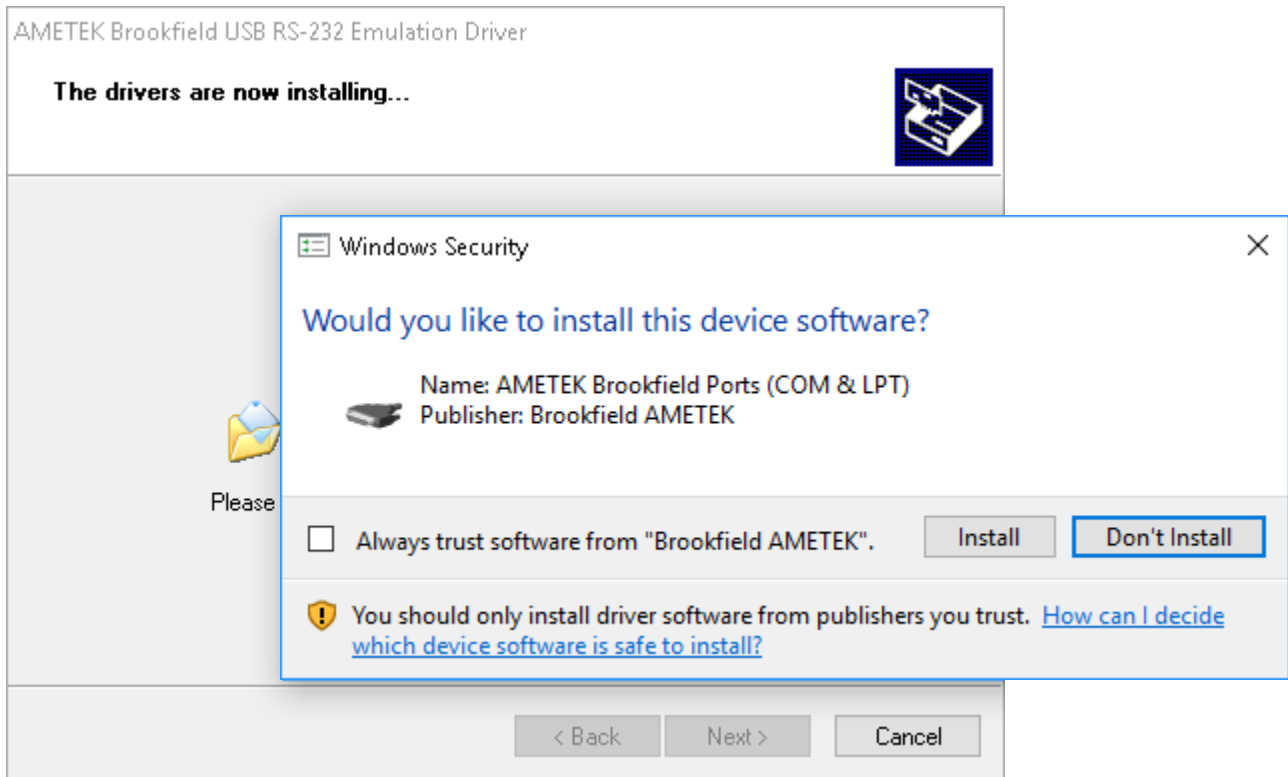 AMETEK Brookfield USB RS-232 Emulation Driver
The drivers are now installing...
Windows Security
Would you like to install this device software?
Name: AMETEK Brookfield Ports (COM & LPT)
Publisher: Brookfield AMETEK
Please
Always trust software from "Brookfield AMETEK".
Install
Don't Install
You should only install driver software from publishers you trust. How can I decide
which device software is safe to install?
< Back
Next >
Cancel